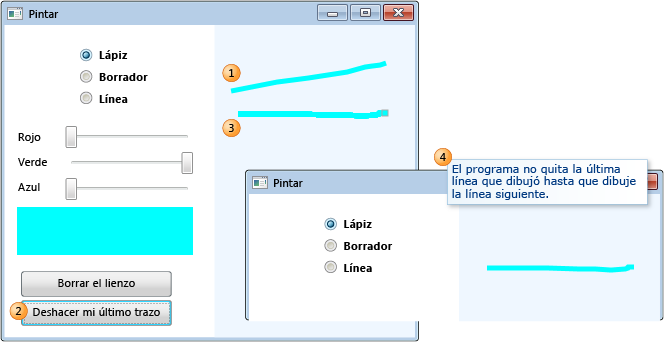 Pintar
Lápiz
Borrador
Línea
1
3
Rojo
Verde
Azul
Borrar el lienzo
2
Deshacer mi último trazo
4
El programa no quita la última
línea que dibujó hasta que dibuje
la línea siguiente.
Pintar
Lápiz
Borrador
Línea